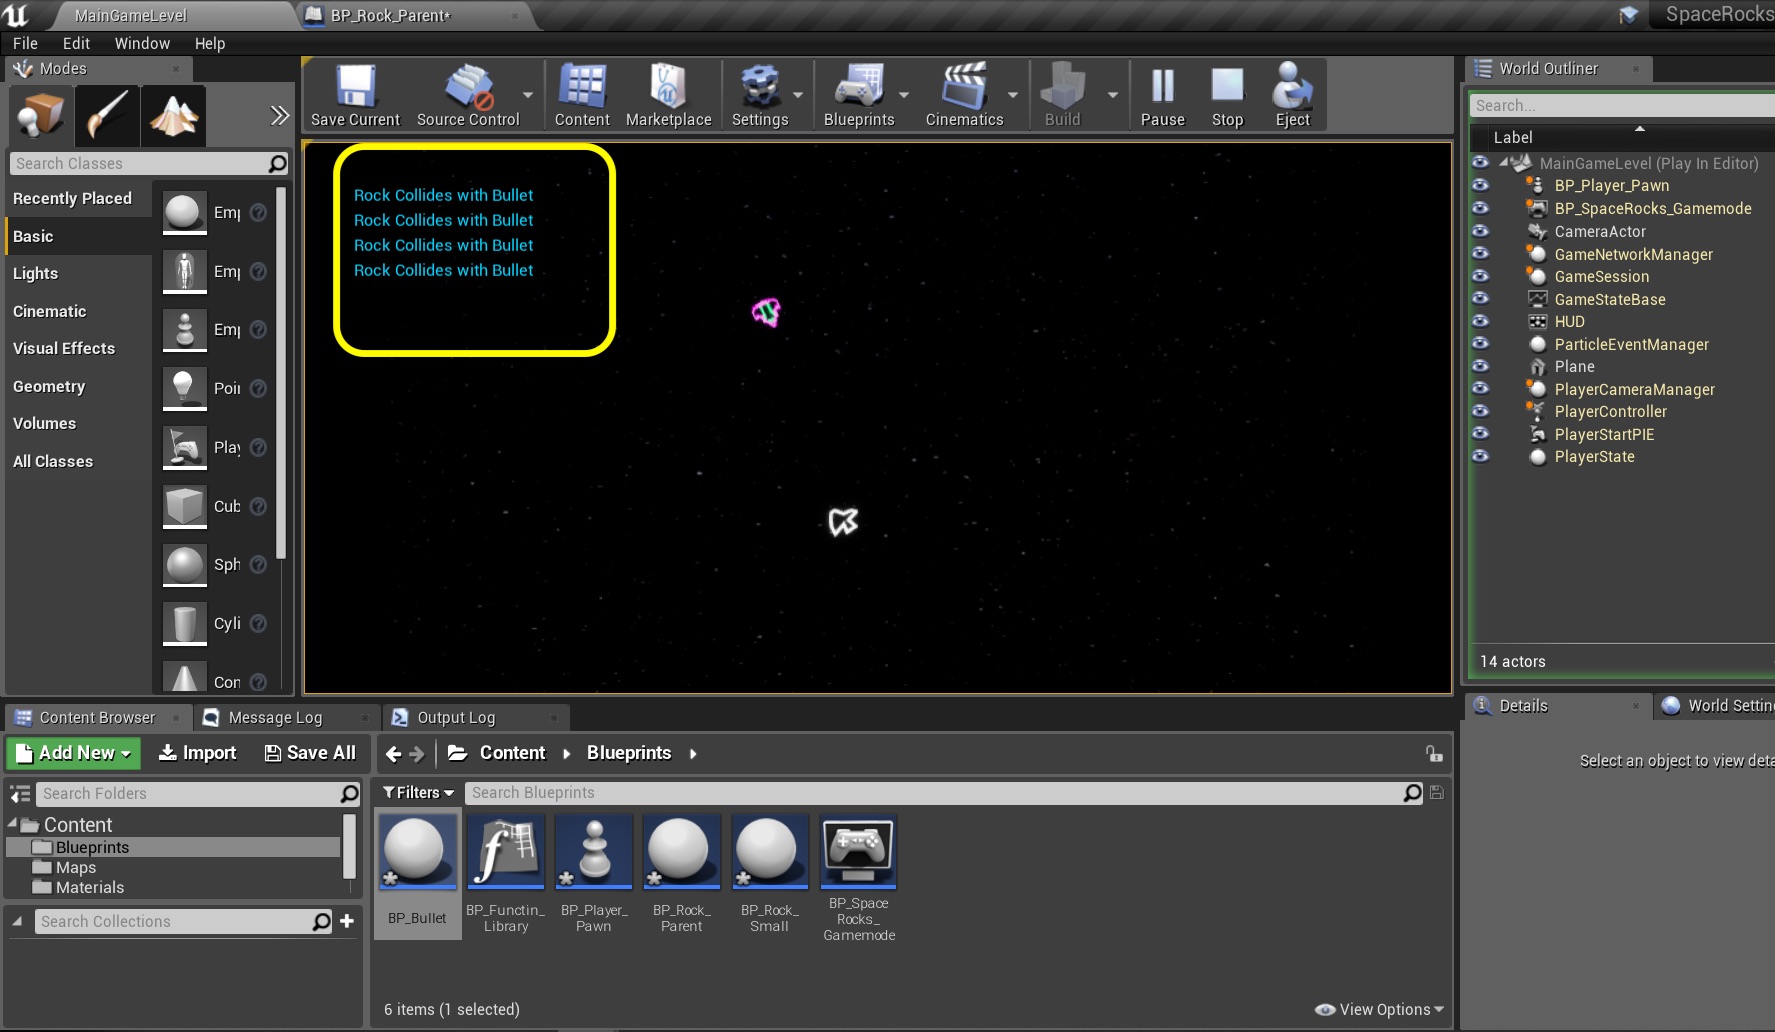 MainGameLevel
BP_Rock_Parent*
SpaceRocks
File Edit Window Help
Modes
Search Classes
Recently Placed
Basic
Lights
Cinematic
Visual Effects
Geometry
Volumes
All Classes
Emp
Emp
Emp
Poin
Play
Cub
Sph
Cyli
Con
Save Current
Source Control
Content
Marketplace
Settings
Blueprints
Cinematics
Build
Pause
Stop
Eject
Rock Collides with Bullet
Rock Collides with Bullet
Rock Collides with Bullet
Rock Collides with Bullet
World Outliner
Search...
Label
MainGameLevel (Play In Editor)
BP_Player_Pawn
BP_SpaceRocks_Gamemode
CameraActor
GameNetworkManager
GameSession
GameStateBase
HUD
ParticleEventManager
Plane
PlayerCameraManager
PlayerController
PlayerStartPIE
PlayerState
14 actors
Details
World Settin
Select an object to view deta
Content Browser
Message Log
Output Log
Add New
Import
Save All
Content
Blueprints
Search Folders
Content
Blueprints
Maps
Materials
Search Collections
Filters
Search Blueprints
BP_Bullet
BP_Functin_
Library
BP_Player_
Pawn
BP_Rock_
Parent
BP_Rock_
Small
BP_Space
Rocks_
Gamemode
6 items (1 selected)
View Options